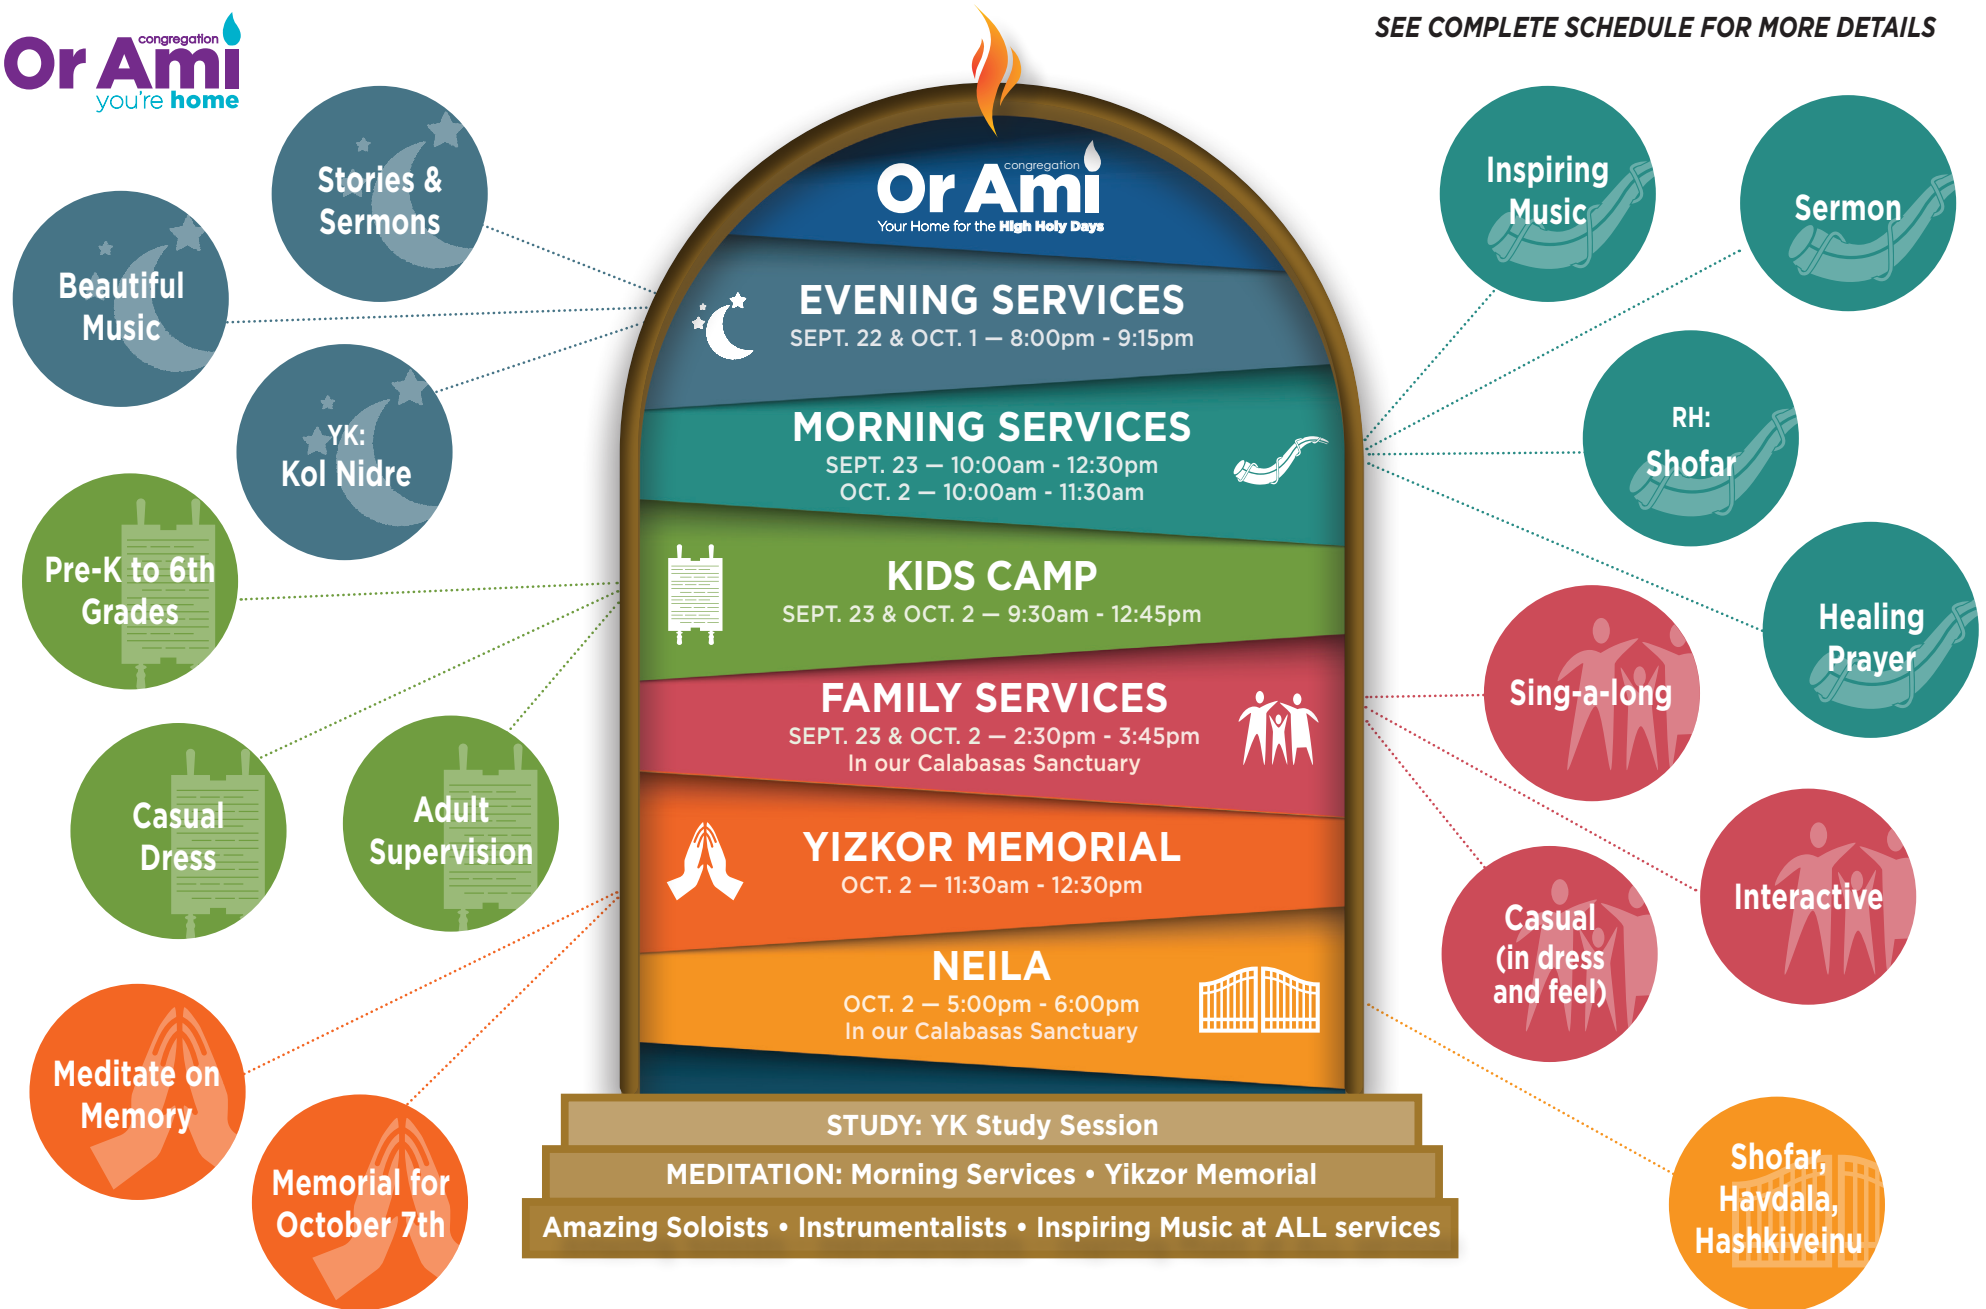 congregation
Or Ami
you're home
SEE COMPLETE SCHEDULE FOR MORE DETAILS
Stories &
Sermons
Beautiful
Music
YK:
Kol Nidre
Pre-K to 6th
Grades
Casual
Dress
Adult
Supervision
Meditate on
Memory
Memorial for
October 7th
congregation
Or Ami
Your Home for the High Holy Days
EVENING SERVICES
SEPT. 22 & OCT. 1 — 8:00pm - 9:15pm
MORNING SERVICES
SEPT. 23 — 10:00am - 12:30pm
OCT. 2 — 10:00am - 11:30am
KIDS CAMP
SEPT. 23 & OCT. 2 — 9:30am - 12:45pm
FAMILY SERVICES
SEPT. 23 & OCT. 2 — 2:30pm - 3:45pm
In our Calabasas Sanctuary
YIZKOR MEMORIAL
OCT. 2 — 11:30am - 12:30pm
NEILA
OCT. 2 — 5:00pm - 6:00pm
In our Calabasas Sanctuary
STUDY: YK Study Session
MEDITATION: Morning Services • Yikzor Memorial
Amazing Soloists • Instrumentalists • Inspiring Music at ALL services
Inspiring
Music
Sermon
RH:
Shofar
Healing
Prayer
Sing-a-long
Interactive
Casual
(in dress
and feel)
Shofar,
Havdala,
Hashkiveinu